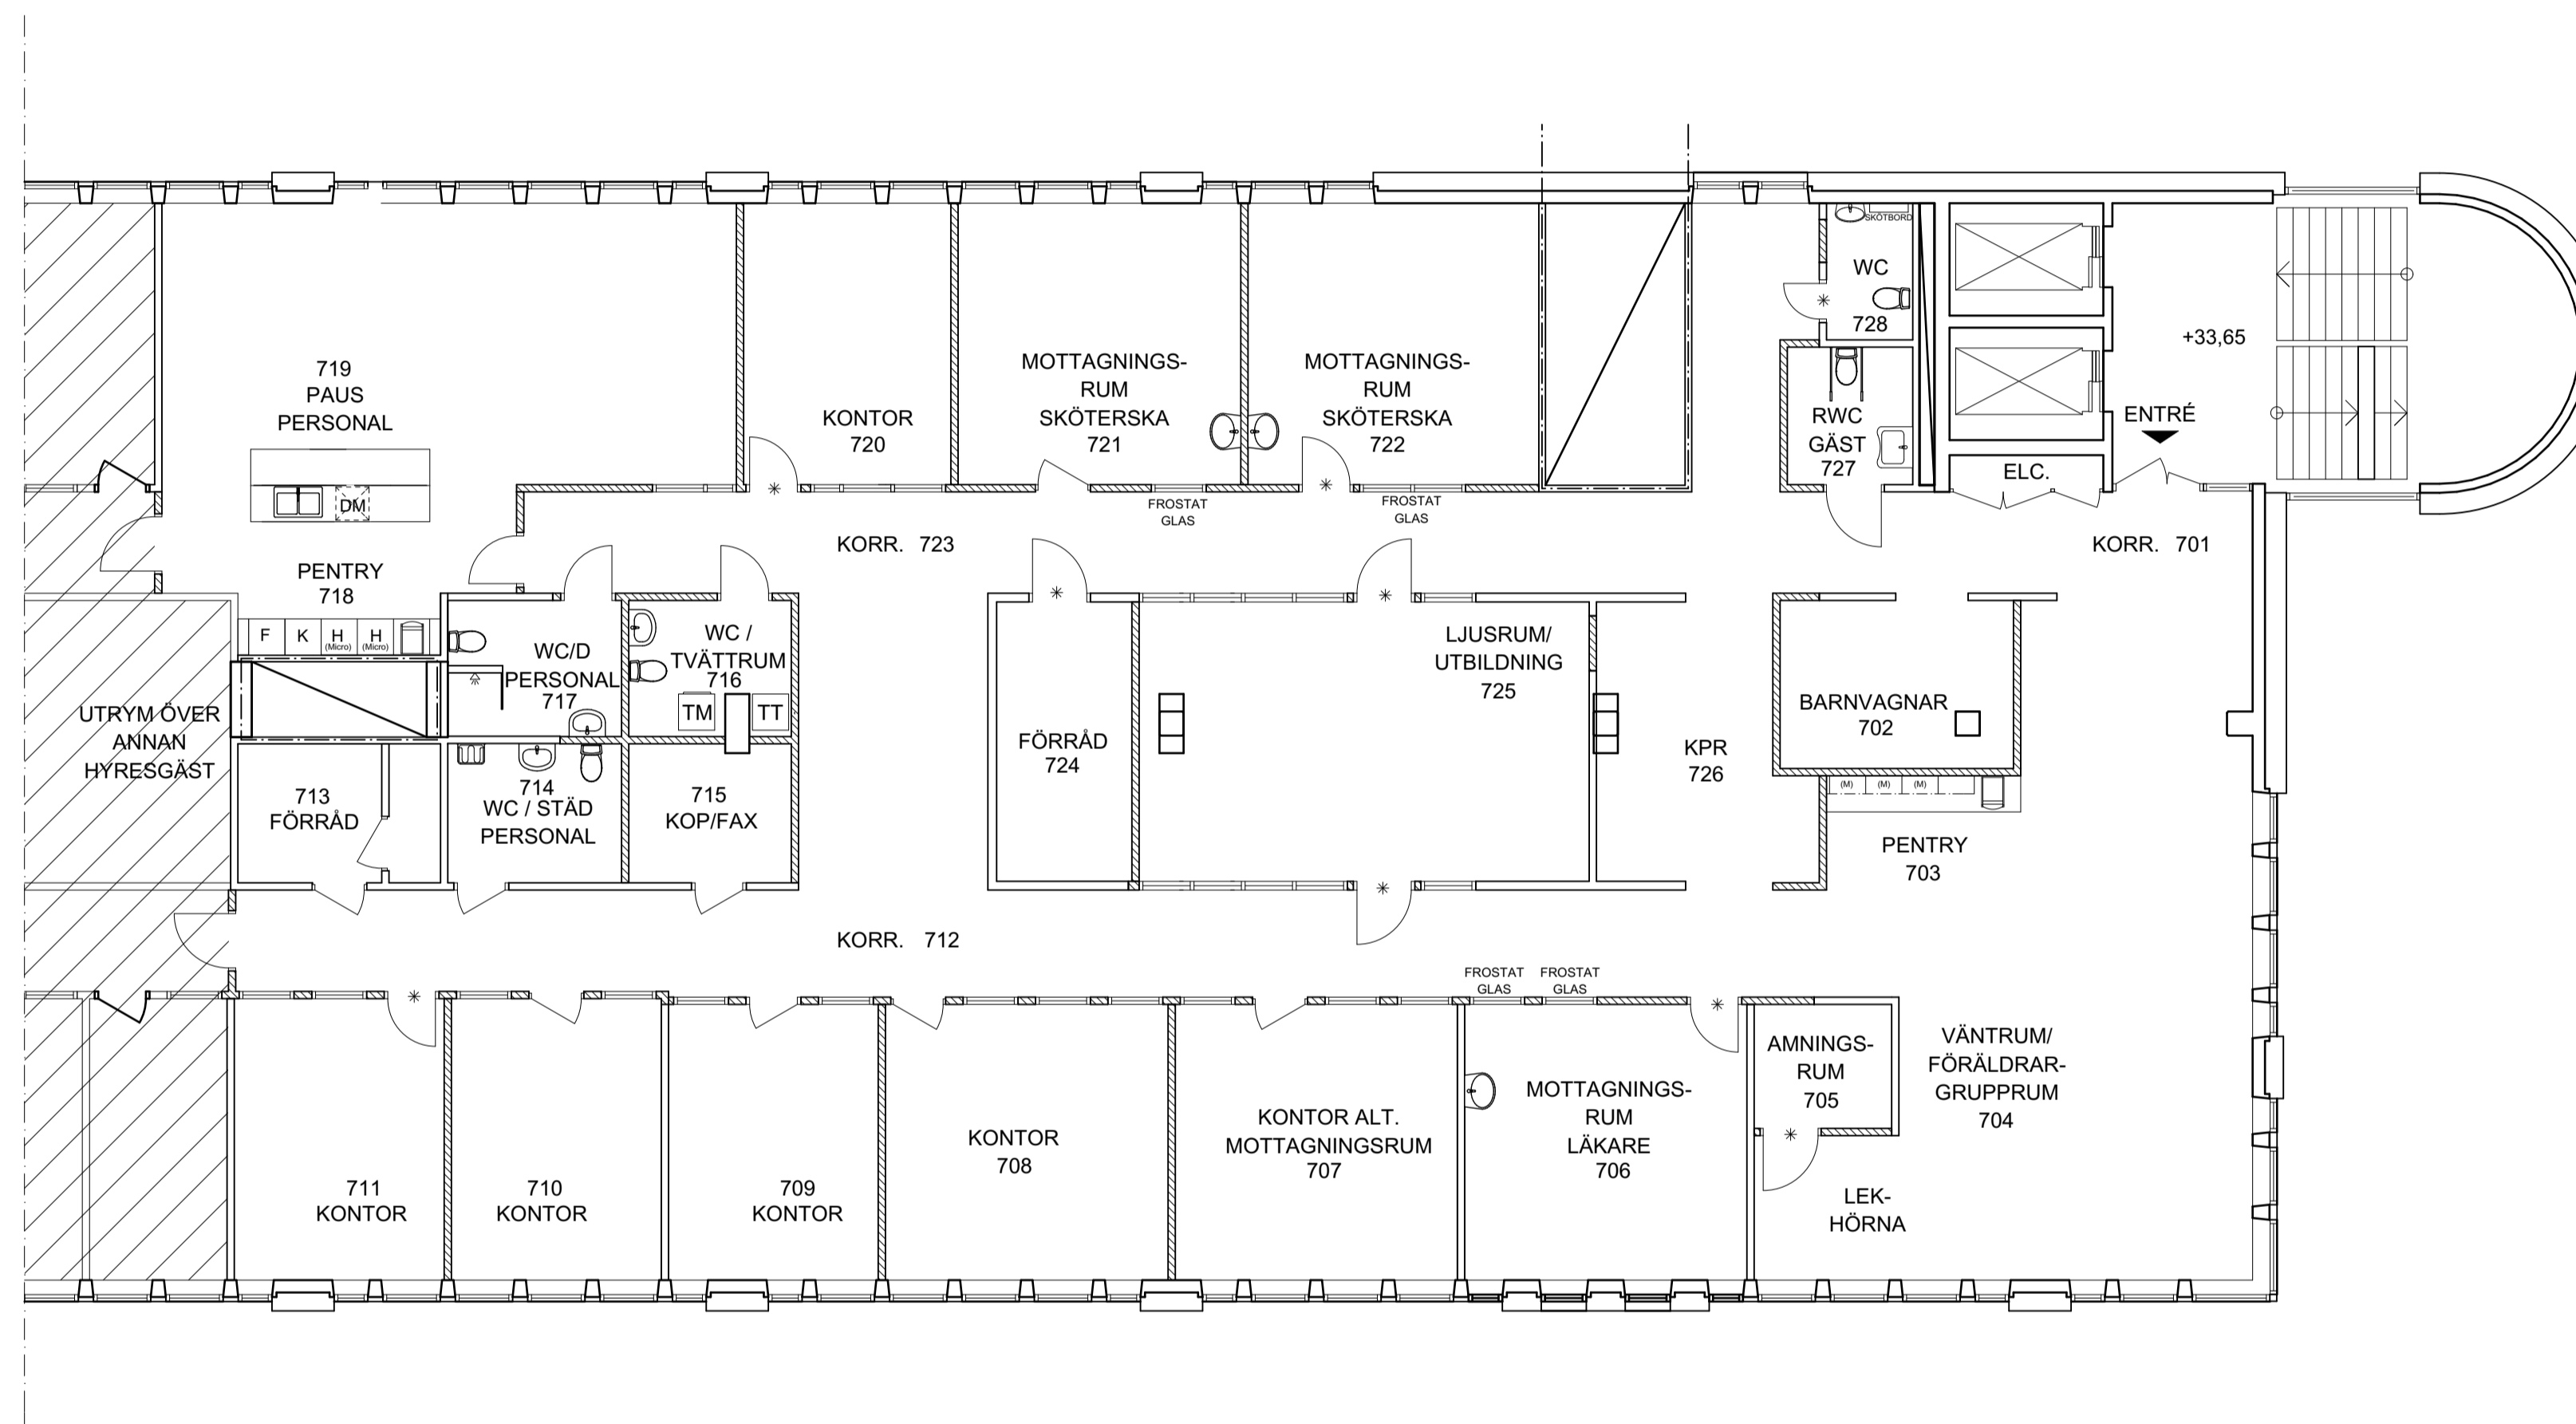 SKÖTBORD
WC
728
+33,65
719
PAUS
PERSONAL
KONTOR
720
MOTTAGNINGS-
RUM
SKÖTERSKA
721
MOTTAGNINGS-
RUM
SKÖTERSKA
722
RWC
GÄST
727
ENTRÉ
ELC.
DM
FROSTAT
GLAS
FROSTAT
GLAS
KORR. 723
KORR. 701
PENTRY
718
F
K
H
(Micro)
H
(Micro)
WC/D
PERSONAL
717
WC /
TVÄTTRUM
716
TM
TT
LJUSRUM/
UTBILDNING
725
BARNVAGNAR
702
UTRYM ÖVER
ANNAN
HYRESGÄST
FÖRRÅD
724
KPR
726
(M)
(M)
(M)
713
FÖRRÅD
714
WC / STÄD
PERSONAL
715
KOP/FAX
PENTRY
703
KORR. 712
FROSTAT
GLAS
FROSTAT
GLAS
711
KONTOR
710
KONTOR
709
KONTOR
KONTOR
708
KONTOR ALT.
MOTTAGNINGSRUM
707
MOTTAGNINGS-
RUM
LÄKARE
706
AMNINGS-
RUM
705
VÄNTRUM/
FÖRÄLDRAR-
GRUPPRUM
704
LEK-
HÖRNA